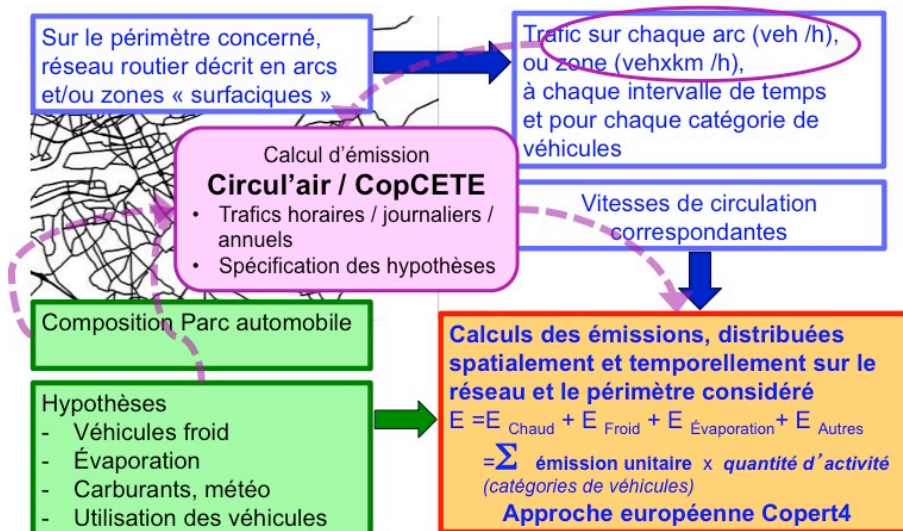 Sur le périmètre concerné,
réseau routier décrit en arcs
et/ou zones « surfaciques »
Trafic sur chaque arc (veh /h),
ou zone (vehxkm /h),
à chaque intervalle de temps
et pour chaque catégorie de
véhicules
Calcul d’émission
Circul’air / CopCETE
• Trafics horaires / journaliers /
annuels
• Spécification des hypothèses
Vitesses de circulation
correspondantes
Composition Parc automobile
Hypothèses
- Véhicules froid
- Évaporation
- Carburants, météo
- Utilisation des véhicules
Calculs des émissions, distribuées
spatialement et temporellement sur le
réseau et le périmètre considéré
E =E Chaud + E Froid + E Évaporation+ E Autres
=Σ émission unitaire x quantité d’activité
(catégories de véhicules)
Approche européenne Copert4